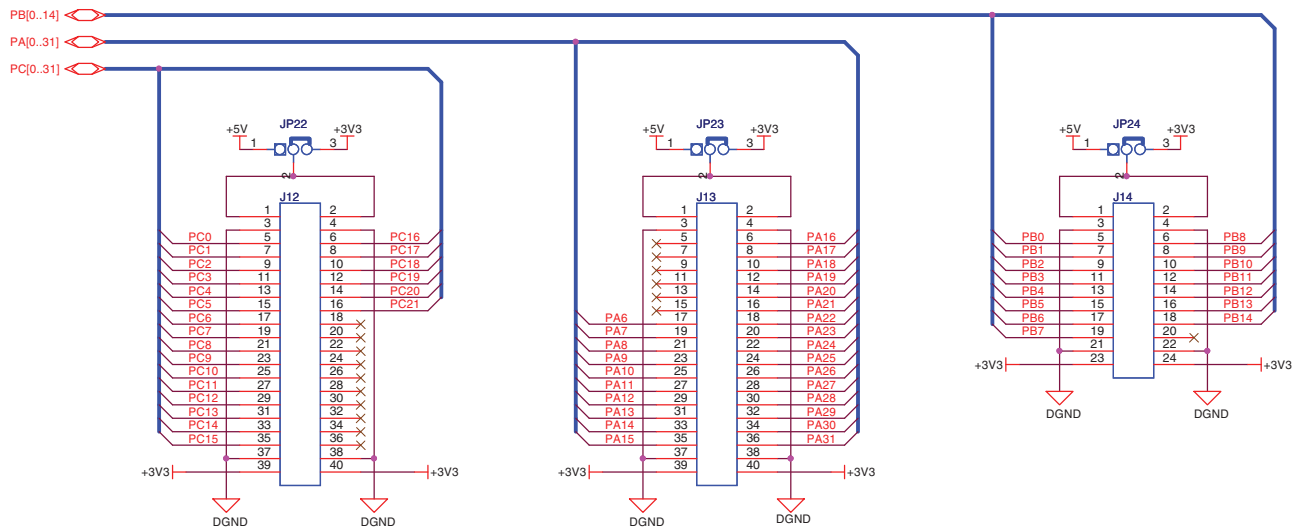 PB[0..14]
PA[0..31]
PC[0..31]
JP22
+5V 1 3 +3V3
2
J12
1 2
3 4
PC0 5 6 PC16
PC1 7 8 PC17
PC2 9 10 PC18
PC3 11 12 PC19
PC4 13 14 PC20
PC5 15 16 PC21
PC6 17 18
PC7 19 20
PC8 21 22
PC9 23 24
PC10 25 26
PC11 27 28
PC12 29 30
PC13 31 32
PC14 33 34
PC15 35 36
37 38
+3V3 39 40 +3V3
DGND DGND
JP23
+5V 1 3 +3V3
2
J13
1 2
3 4
5 6 PA16
7 8 PA17
9 10 PA18
11 12 PA19
13 14 PA20
15 16 PA21
PA6 17 18 PA22
PA7 19 20 PA23
PA8 21 22 PA24
PA9 23 24 PA25
PA10 25 26 PA26
PA11 27 28 PA27
PA12 29 30 PA28
PA13 31 32 PA29
PA14 33 34 PA30
PA15 35 36 PA31
37 38
+3V3 39 40 +3V3
DGND DGND
JP24
+5V 1 3 +3V3
2
J14
1 2
3 4
PB0 5 6 PB8
PB1 7 8 PB9
PB2 9 10 PB10
PB3 11 12 PB11
PB4 13 14 PB12
PB5 15 16 PB13
PB6 17 18 PB14
PB7 19 20
21 22
+3V3 23 24 +3V3
DGND DGND